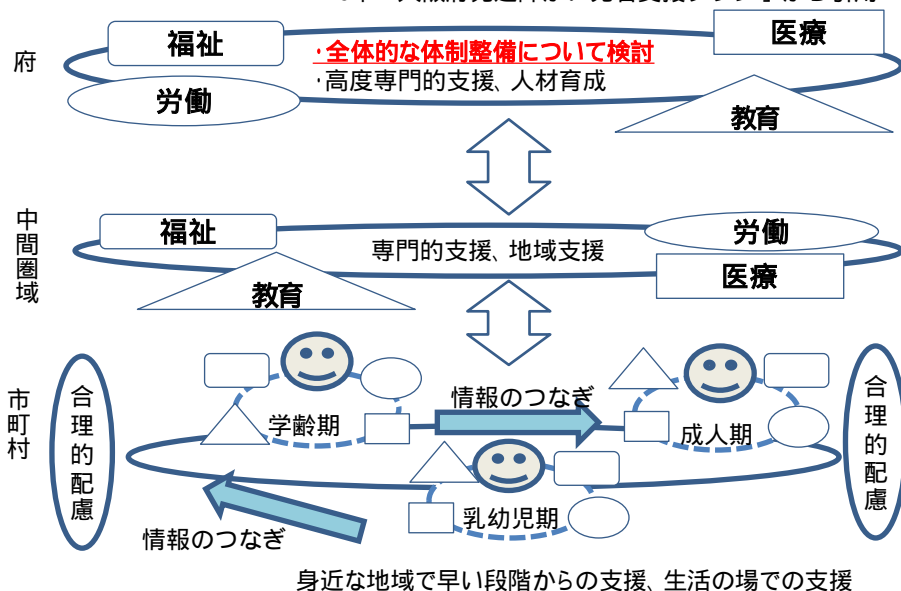 府
福祉
医療
・全体的な体制整備について検討
・高度専門的支援、人材育成
労働
教育
中間圏域
福祉
労働
専門的支援、地域支援
医療
教育
市町村
合理的配慮
学齢期
情報のつなぎ
成人期
合理的配慮
乳幼児期
情報のつなぎ
身近な地域で早い段階からの支援、生活の場での支援